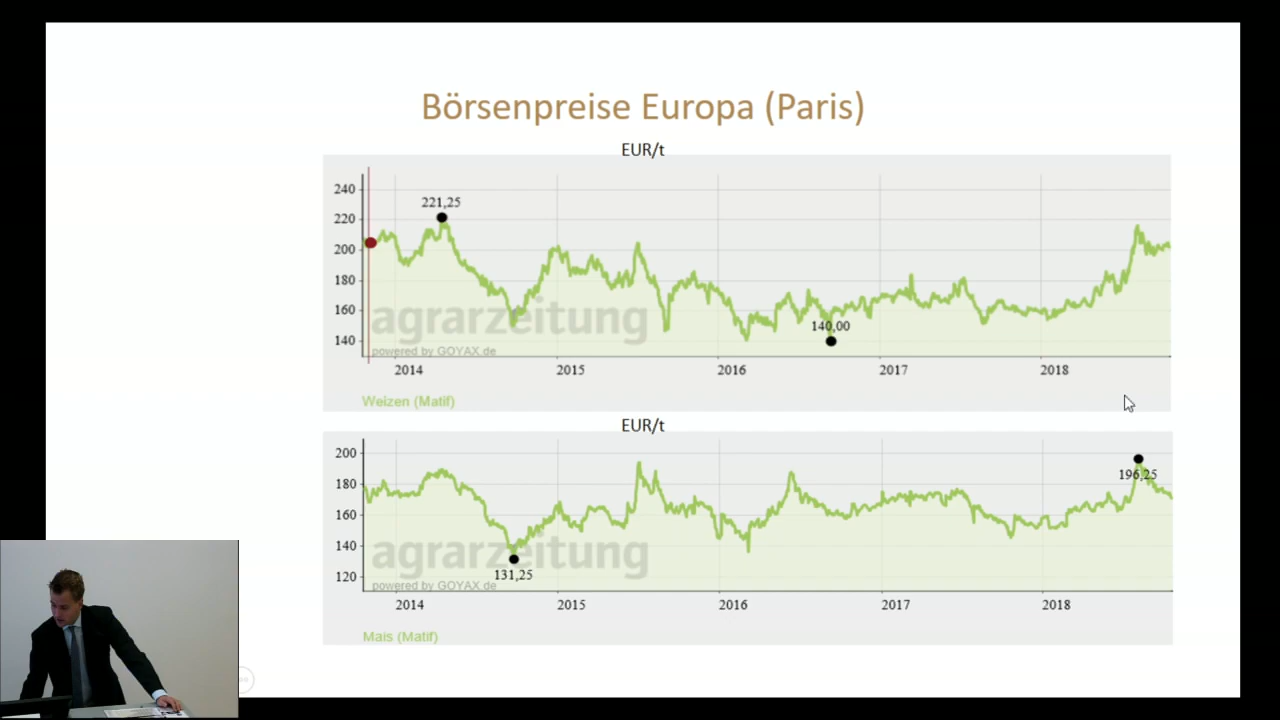 Börsenpreise Europa (Paris)
EUR/t
240
220
200
180
160
140
221,25
140,00
agrarzeitung
powered by GOYAX.de
2014 2015 2016 2017 2018
Weizen (Matif)
EUR/t
200
180
160
140
120
196,25
131,25
agrarzeitung
powered by GOYAX.de
2014 2015 2016 2017 2018
Mais (Matif)